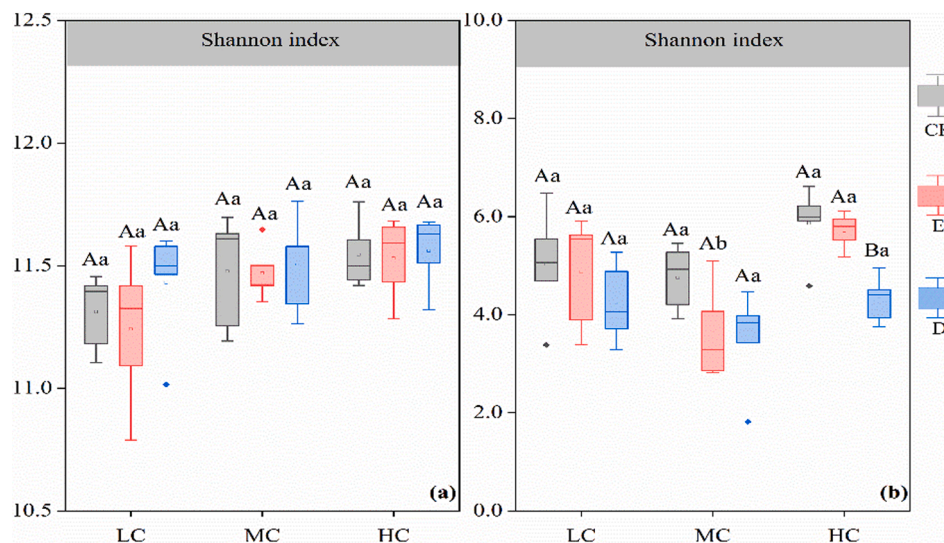 12.5
Shannon index
12.0
11.5
11.0
10.5
Aa
Aa
Aa
Aa
Aa
Aa
Aa
Aa
Aa
(a)
LC
MC
HC
10.0
Shannon index
8.0
6.0
4.0
2.0
0.0
Aa
Aa
Aa
Aa
Ab
Aa
Aa
Aa
Ba
(b)
LC
MC
HC
E
D